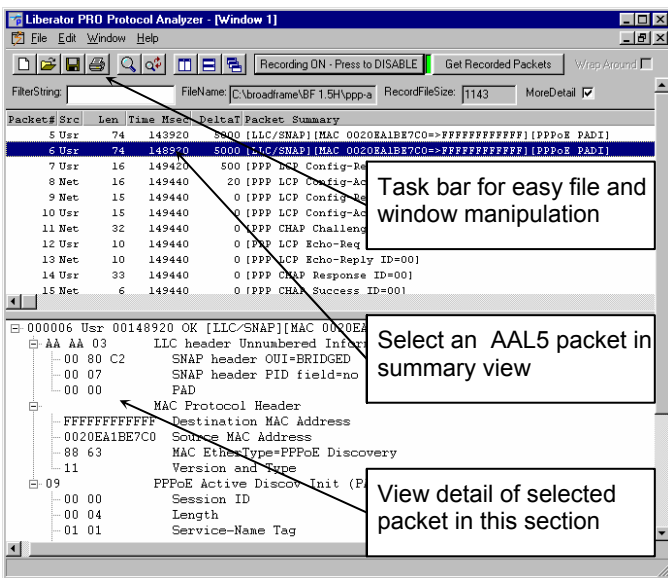 Liberator PRO Protocol Analyzer - [Window 1]
File Edit Window Help
Recording ON - Press to DISABLE Get Recorded Packets Wrap Around
FilterString: FileName: C:\broadframe\BF 1.5H\ppp-a RecordFileSize: 1143 MoreDetail
Packet# Src Len Time Msec DeltaT Packet Summary
5 Usr 74 143920 5000 [LLC/SNAP][MAC 0020EA1BE7C0=>FFFFFFFFFFFF][PPPoE PADI]
6 Usr 74 148920 5000 [LLC/SNAP][MAC 0020EA1BE7C0=>FFFFFFFFFFFF][PPPoE PADI]
7 Usr 16 149420 500 [PPP LCP Config-Re
8 Net 16 149440 20 [PPP LCP Config-Ac
9 Net 15 149440 0 [PPP LCP Config-Re
10 Usr 15 149440 0 [PPP LCP Config-Ac
11 Net 32 149440 0 [PPP CHAP Challeng
12 Usr 10 149440 0 [PPP LCP Echo-Req
13 Net 10 149440 0 [PPP LCP Echo-Reply ID=00]
14 Usr 33 149440 0 [PPP CHAP Response ID=00]
15 Net 6 149440 0 [PPP CHAP Success ID=00]
Task bar for easy file and
window manipulation
000006 Usr 00148920 OK [LLC/SNAP][MAC 0020EA
AA AA 03 LLC header Unnumbered Infor
00 80 C2 SNAP header OUI=BRIDGED
00 07 SNAP header PID field=no
00 00 PAD
MAC Protocol Header
FFFFFFFFFFFF Destination MAC Address
0020EA1BE7C0 Source MAC Address
88 63 MAC EtherType=PPPoE Discovery
11 Version and Type
09 PPPoE Active Discov Init (PA
00 00 Session ID
00 04 Length
01 01 Service-Name Tag
Select an AAL5 packet in
summary view
View detail of selected
packet in this section